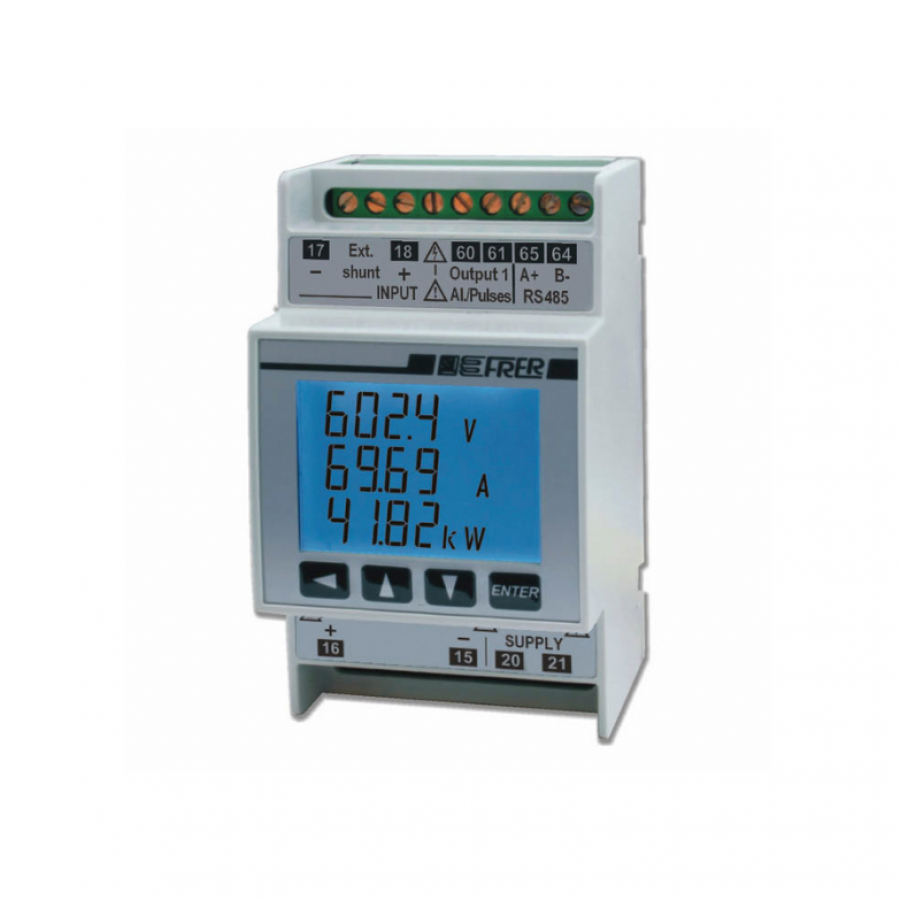 17 Ext. 18 60 61 65 64
− shunt + Output 1 A+ B-
INPUT AI./Pulses RS485
FRER
602.4 V
69.69 A
41.82 kW
ENTER
+ − SUPPLY
16 15 20 21